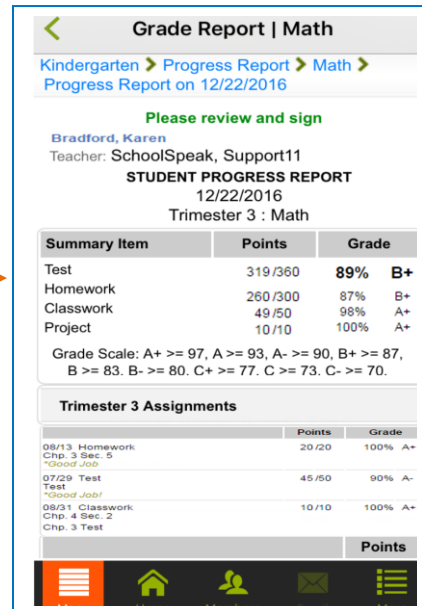 Grade Report | Math
Kindergarten > Progress Report > Math >
Progress Report on 12/22/2016
Please review and sign
Bradford, Karen
Teacher: SchoolSpeak, Support11
STUDENT PROGRESS REPORT
12/22/2016
Trimester 3 : Math
Summary Item Points Grade
Test 319/360 89% B+
Homework 260/300 87% B+
Classwork 49/50 98% A+
Project 10/10 100% A+
Grade Scale: A+ >= 97, A >= 93, A- >= 90, B+ >= 87,
B >= 83. B- >= 80. C+ >= 77. C >= 73. C- >= 70.
Trimester 3 Assignments
Points Grade
08/13 Homework 20/20 100% A+
Chp. 3 Sec. 5
*Good Job
07/29 Test 45/50 90% A-
Test
*Good Job!
08/31 Classwork 10/10 100% A+
Chp. 4 Sec. 2
Chp. 3 Test
Points